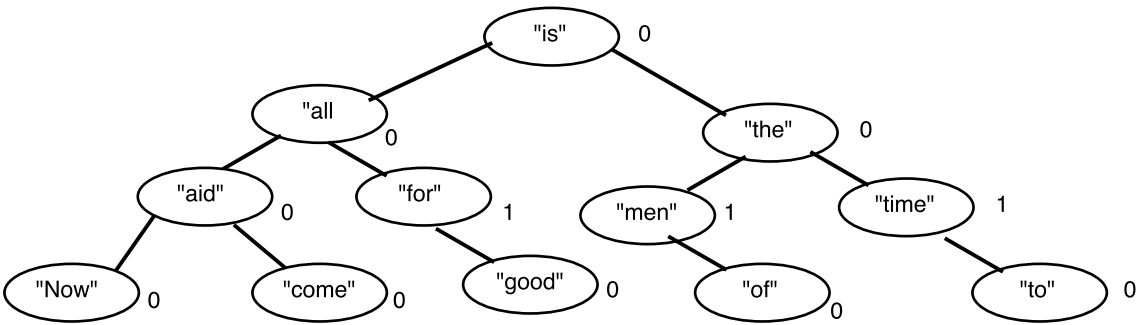 "is" 0
"all 0
"the" 0
"aid" 0
"for" 1
"men" 1
"time" 1
"Now" 0
"come" 0
"good" 0
"of" 0
"to" 0